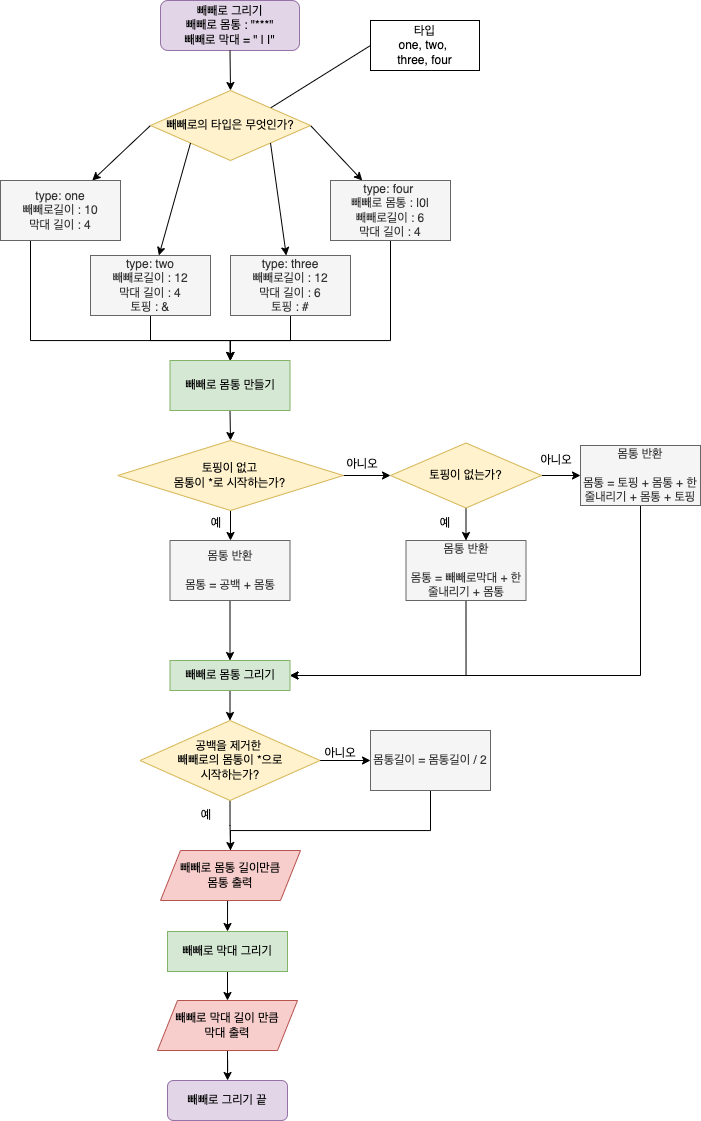 빼빼로 그리기
빼빼로 몸통 : "***"
빼빼로 막대 = " | |"
타입
one, two,
three, four
빼빼로의 타입은 무엇인가?
type: one
빼빼로길이 : 10
막대 길이 : 4
type: four
빼빼로 몸통 : |0|
빼빼로길이 : 6
막대 길이 : 4
type: two
빼빼로길이 : 12
막대 길이 : 4
토핑 : &
type: three
빼빼로길이 : 12
막대 길이 : 6
토핑 : #
빼빼로 몸통 만들기
토핑이 없고
몸통이 *로 시작하는가?
아니오
토핑이 없는가?
아니오
몸통 반환
몸통 = 토핑 + 몸통 + 한
줄내리기 + 몸통 + 토핑
예
예
몸통 반환
몸통 = 공백 + 몸통
몸통 반환
몸통 = 빼빼로막대 + 한
줄내리기 + 몸통
빼빼로 몸통 그리기
공백을 제거한
빼빼로의 몸통이 *으로
시작하는가?
아니오
몸통길이 = 몸통길이 / 2
예
빼빼로 몸통 길이만큼
몸통 출력
빼빼로 막대 그리기
빼빼로 막대 길이 만큼
막대 출력
빼빼로 그리기 끝